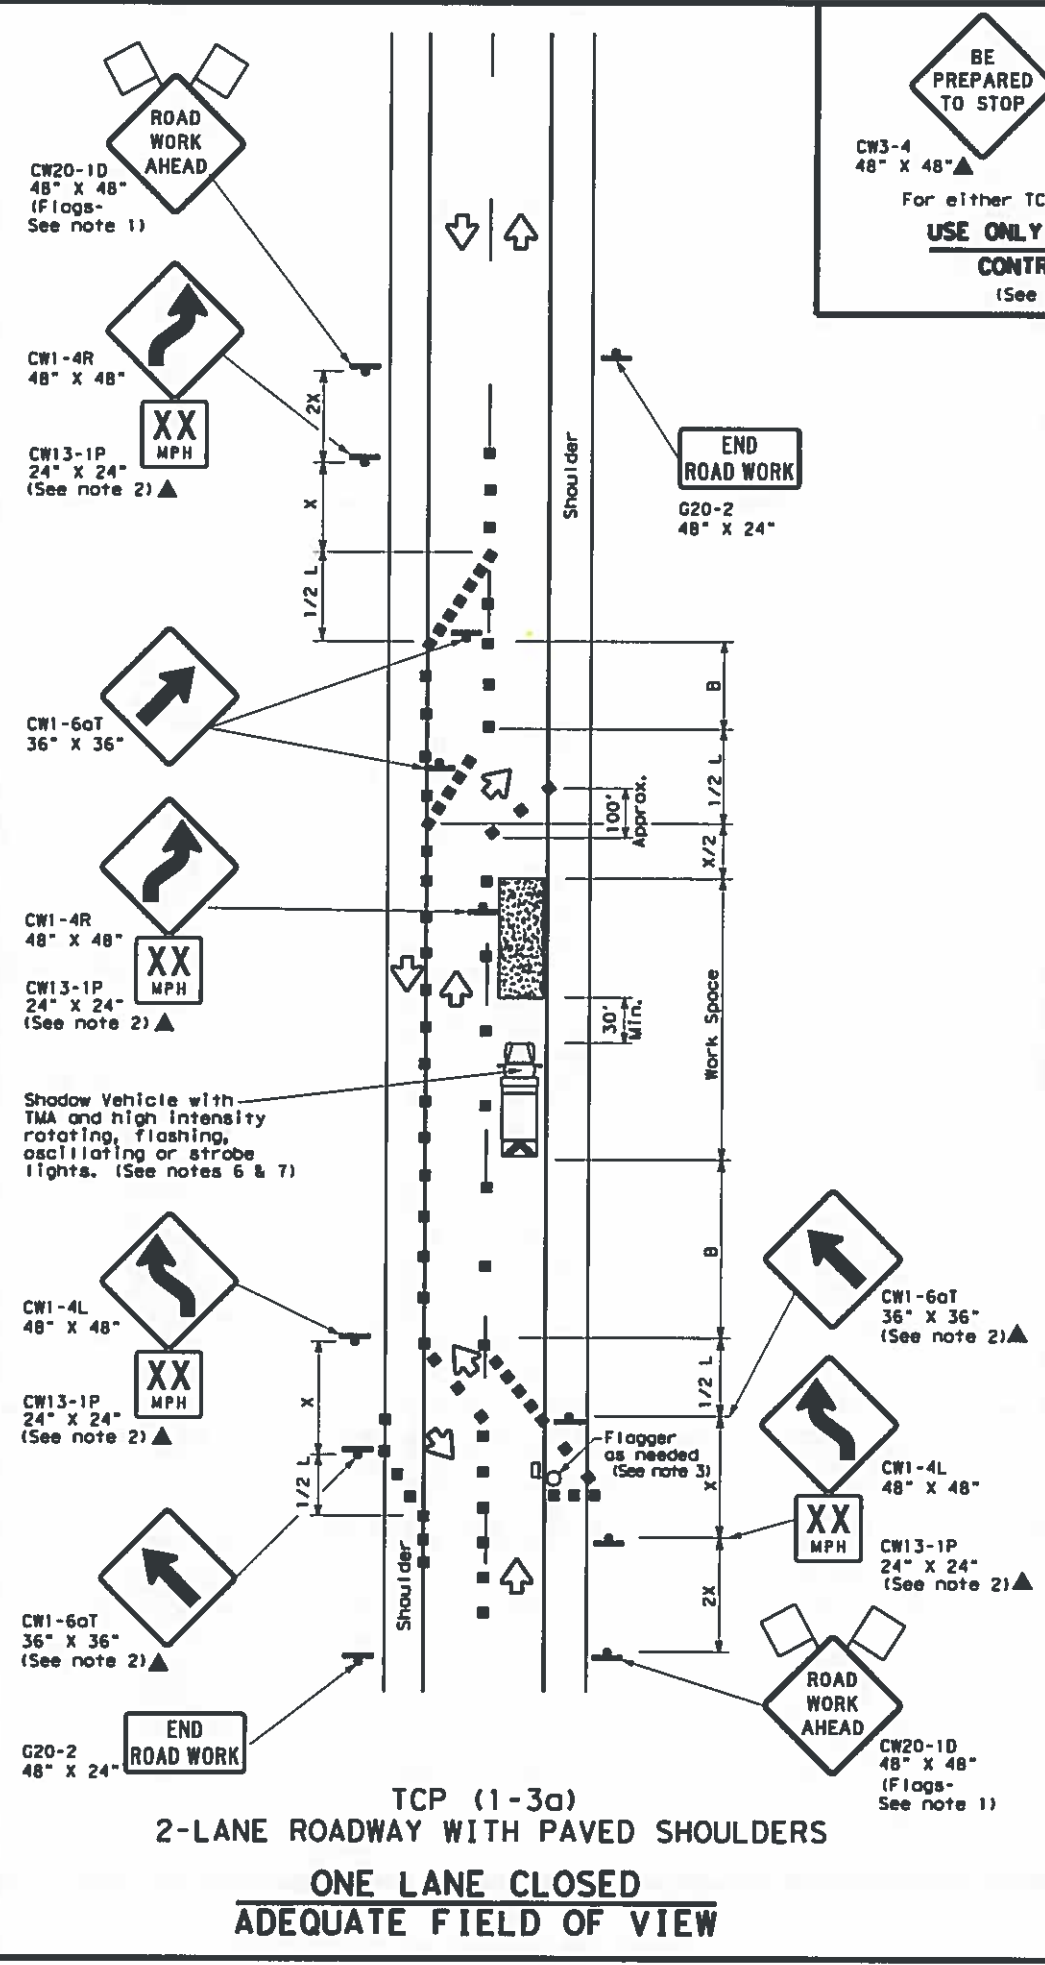 ROAD
WORK
AHEAD
CW20-1D
48" X 48"
(Flags-
See note 1)
BE
PREPARED
TO STOP
CW3-4
48" X 48"▲
For either TC
USE ONLY
CONTR
(See
CW1-4R
48" X 48"
XX
MPH
CW13-1P
24" X 24"
(See note 2)▲
2X
X
1/2 L
Shoulder
END
ROAD WORK
G20-2
48" X 24"
CW1-6aT
36" X 36"
B
1/2 L
100'
Approx.
X/2
CW1-4R
48" X 48"
XX
MPH
CW13-1P
24" X 24"
(See note 2)▲
30'
Min.
Work Space
Shadow Vehicle with
TMA and high intensity
rotating, flashing,
oscillating or strobe
lights. (See notes 6 & 7)
B
CW1-4L
48" X 48"
XX
MPH
CW13-1P
24" X 24"
(See note 2)▲
X
1/2 L
CW1-6aT
36" X 36"
(See note 2)▲
1/2 L
Flagger
as needed
(See note 3)
X
CW1-4L
48" X 48"
XX
MPH
CW13-1P
24" X 24"
(See note 2)▲
2X
Shoulder
CW1-6aT
36" X 36"
(See note 2)▲
END
ROAD WORK
G20-2
48" X 24"
ROAD
WORK
AHEAD
CW20-1D
48" X 48"
(Flags-
See note 1)
TCP (1-3a)
2-LANE ROADWAY WITH PAVED SHOULDERS
ONE LANE CLOSED
ADEQUATE FIELD OF VIEW